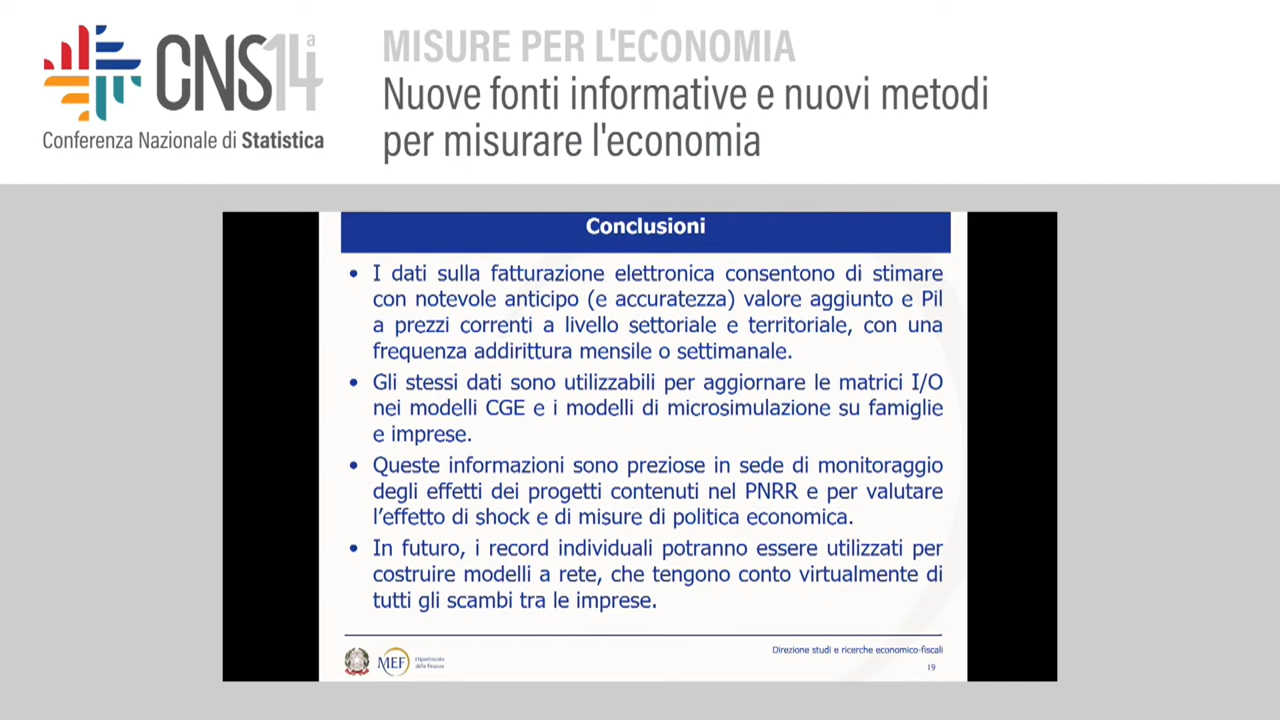 CNS14a
Conferenza Nazionale di Statistica
MISURE PER L'ECONOMIA
Nuove fonti informative e nuovi metodi
per misurare l'economia
Conclusioni
• I dati sulla fatturazione elettronica consentono di stimare
con notevole anticipo (e accuratezza) valore aggiunto e Pil
a prezzi correnti a livello settoriale e territoriale, con una
frequenza addirittura mensile o settimanale.
• Gli stessi dati sono utilizzabili per aggiornare le matrici I/O
nei modelli CGE e i modelli di microsimulazione su famiglie
e imprese.
• Queste informazioni sono preziose in sede di monitoraggio
degli effetti dei progetti contenuti nel PNRR e per valutare
l'effetto di shock e di misure di politica economica.
• In futuro, i record individuali potranno essere utilizzati per
costruire modelli a rete, che tengono conto virtualmente di
tutti gli scambi tra le imprese.
MEF
Dipartimento
delle Finanze
Direzione studi e ricerche economico-fiscali
19